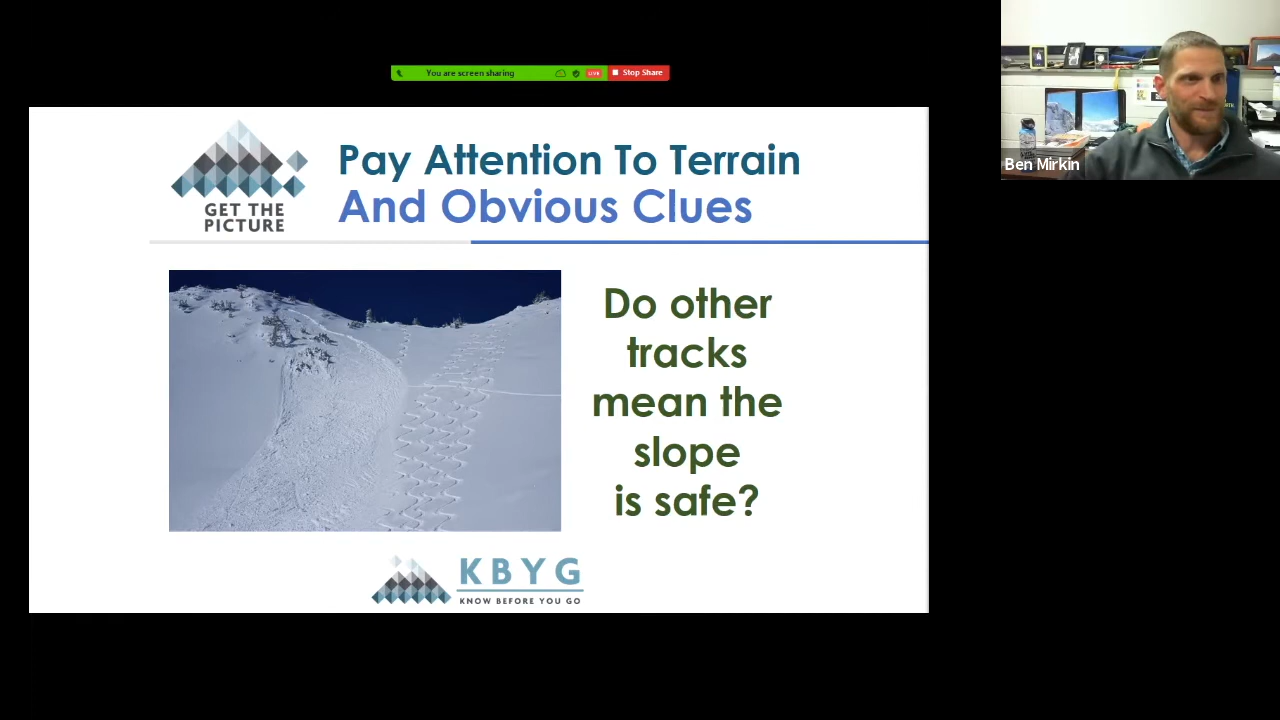 You are screen sharing
LIVE
Stop Share
Ben Mirkin
GET THE
PICTURE
Pay Attention To Terrain
And Obvious Clues
Do other
tracks
mean the
slope
is safe?
KBYG
KNOW BEFORE YOU GO